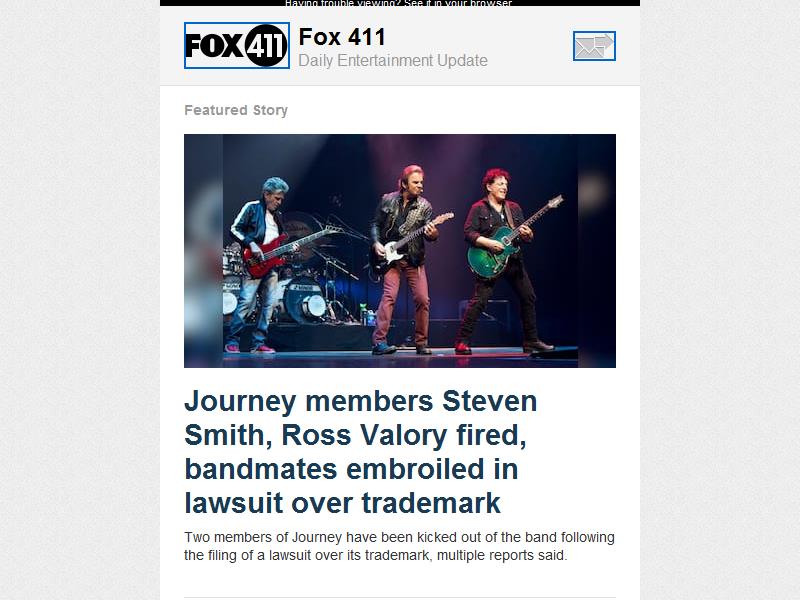 Having trouble viewing? See it in your browser
FOX 411
Fox 411
Daily Entertainment Update
Featured Story
Journey members Steven
Smith, Ross Valory fired,
bandmates embroiled in
lawsuit over trademark
Two members of Journey have been kicked out of the band following
the filing of a lawsuit over its trademark, multiple reports said.